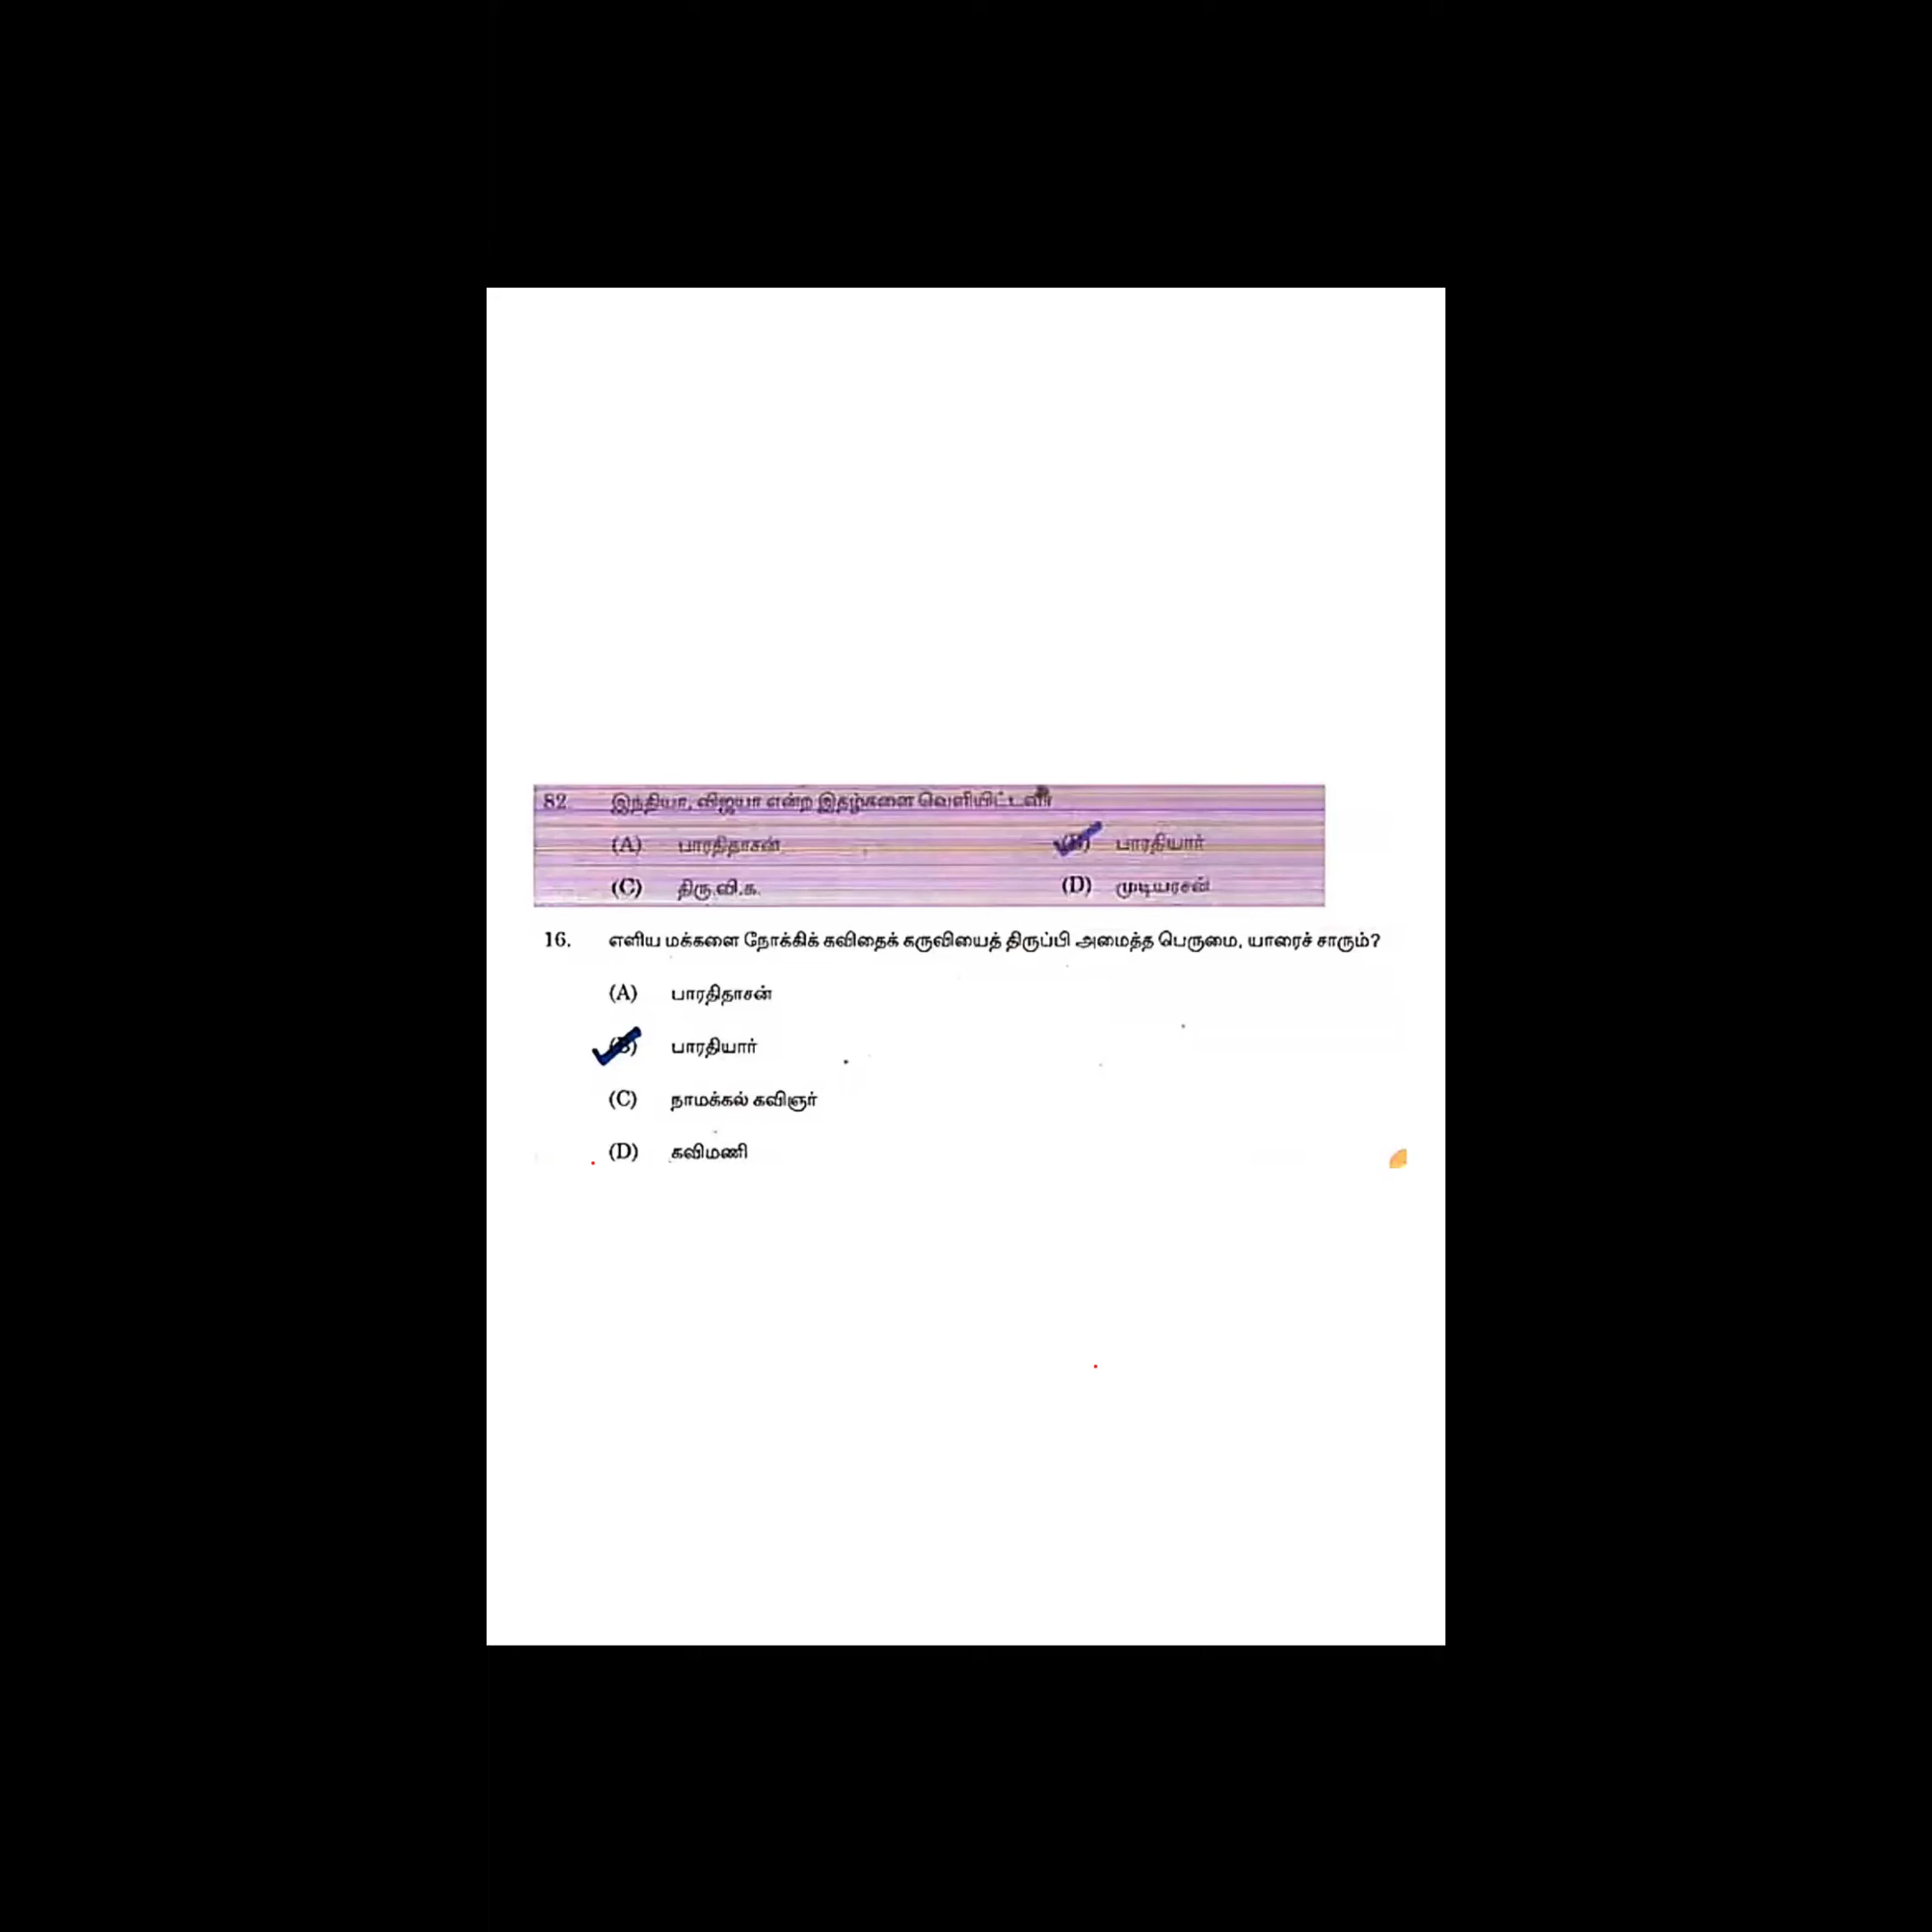 82. இந்தியா, விஜயா என்ற இதழ்களை வெளியிட்டவர்
(A) பாரதிதாசன் (B) பாரதியார்
(C) திரு.வி.க. (D) முடியரசன்
16. எளிய மக்களை நோக்கிக் கவிதைக் கருவியைத் திருப்பி அமைத்த பெருமை, யாரைச் சாரும்?
(A) பாரதிதாசன்
(B) பாரதியார்
(C) நாமக்கல் கவிஞர்
(D) கவிமணி